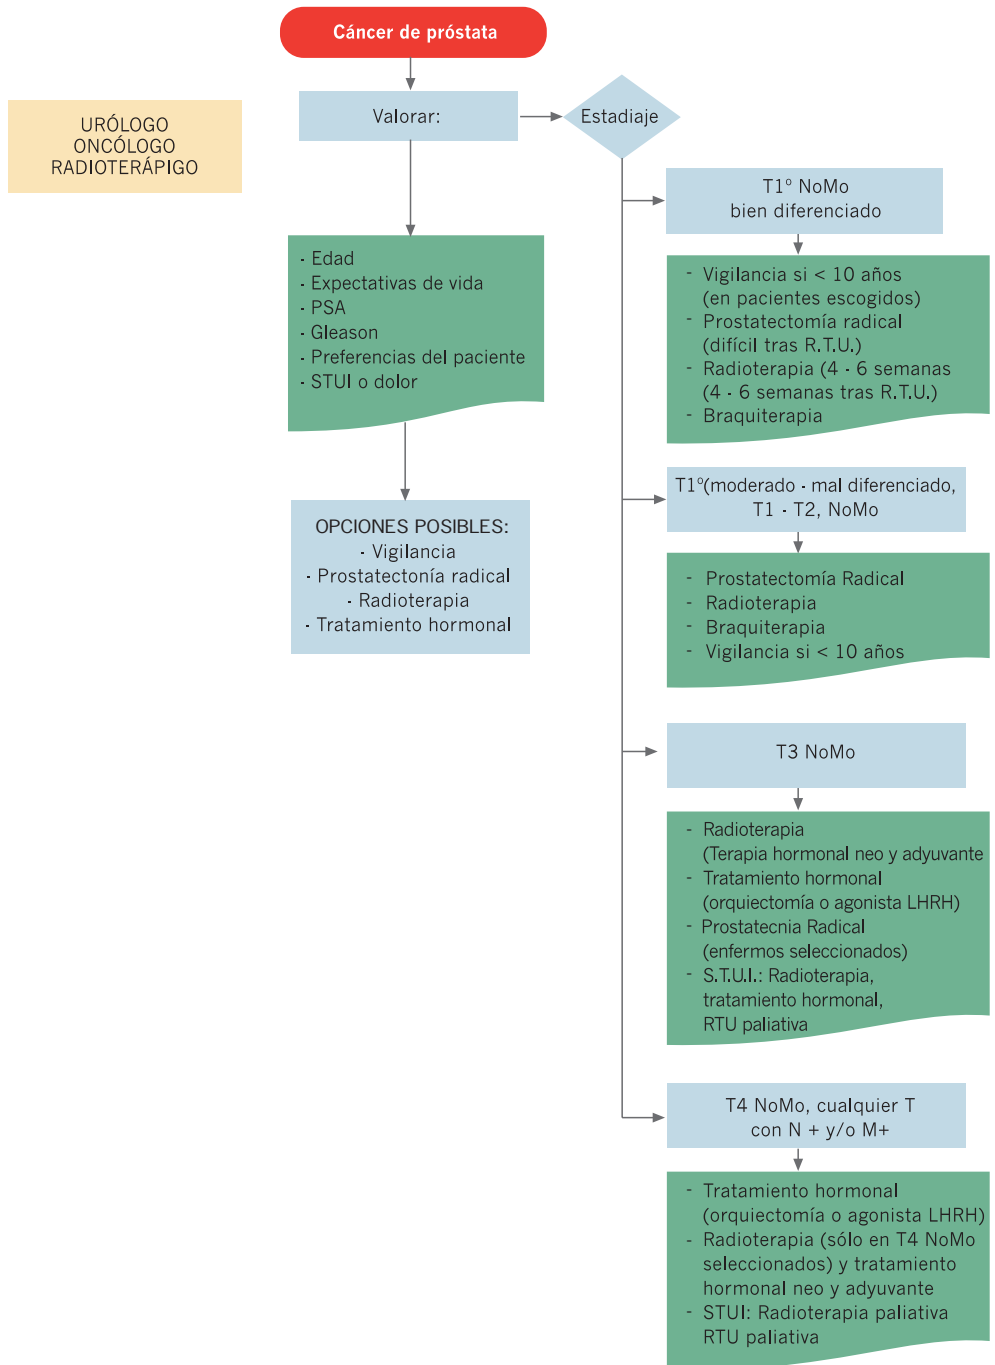 Cáncer de próstata
URÓLOGO
ONCÓLOGO
RADIOTERÁPIGO
Valorar:
Estadiaje
- Edad
- Expectativas de vida
- PSA
- Gleason
- Preferencias del paciente
- STUI o dolor
OPCIONES POSIBLES:
- Vigilancia
- Prostatectonía radical
- Radioterapia
- Tratamiento hormonal
T1º NoMo
bien diferenciado
- Vigilancia si < 10 años
(en pacientes escogidos)
- Prostatectomía radical
(difícil tras R.T.U.)
- Radioterapia (4 - 6 semanas
(4 - 6 semanas tras R.T.U.)
- Braquiterapia
T1º(moderado - mal diferenciado,
T1 - T2, NoMo
- Prostatectomía Radical
- Radioterapia
- Braquiterapia
- Vigilancia si < 10 años
T3 NoMo
- Radioterapia
(Terapia hormonal neo y adyuvante
- Tratamiento hormonal
(orquiectomía o agonista LHRH)
- Prostatecnia Radical
(enfermos seleccionados)
- S.T.U.I.: Radioterapia,
tratamiento hormonal,
RTU paliativa
T4 NoMo, cualquier T
con N + y/o M+
- Tratamiento hormonal
(orquiectomía o agonista LHRH)
- Radioterapia (sólo en T4 NoMo
seleccionados) y tratamiento
hormonal neo y adyuvante
- STUI: Radioterapia paliativa
RTU paliativa